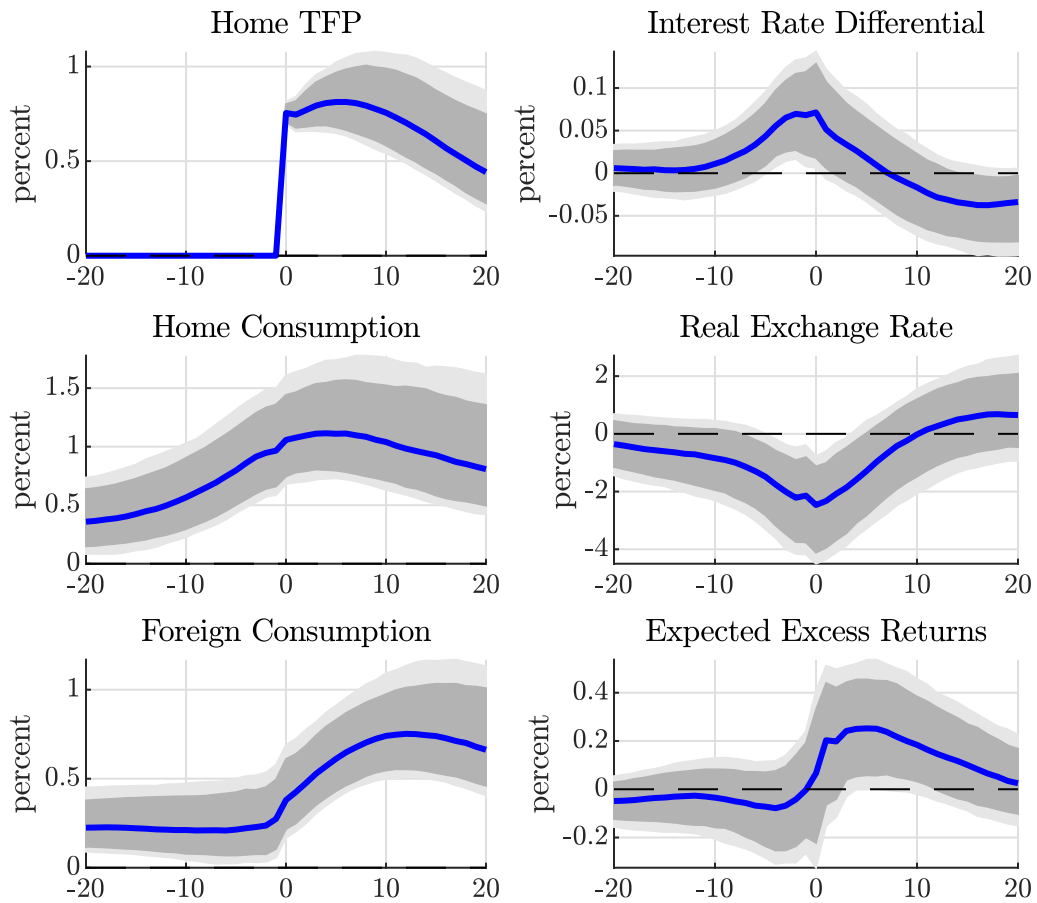 Home TFP
percent
1
0.5
0
-20 -10 0 10 20
Interest Rate Differential
percent
0.1
0.05
0
-0.05
-20 -10 0 10 20
Home Consumption
percent
1.5
1
0.5
0
-20 -10 0 10 20
Real Exchange Rate
percent
2
0
-2
-4
-20 -10 0 10 20
Foreign Consumption
percent
1
0.5
0
-20 -10 0 10 20
Expected Excess Returns
percent
0.4
0.2
0
-0.2
-20 -10 0 10 20